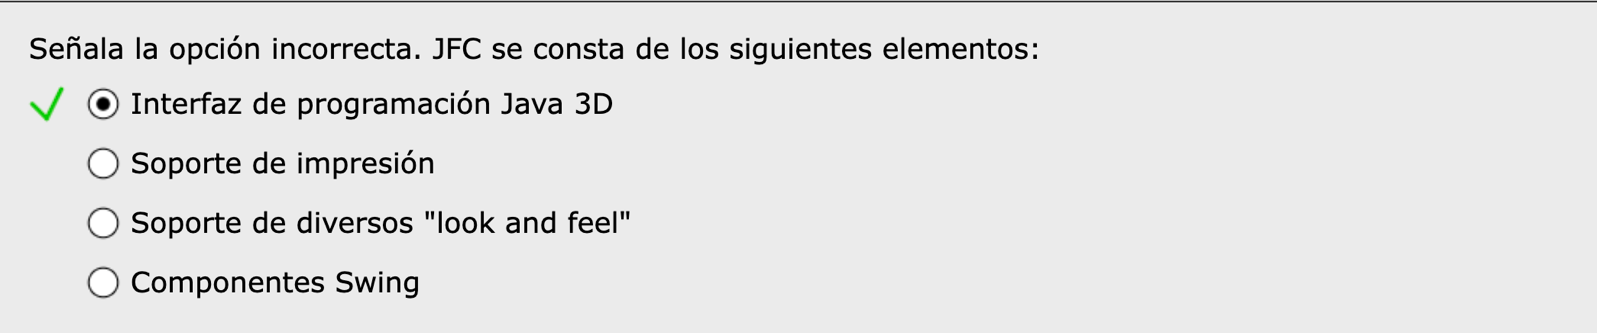 Señala la opción incorrecta. JFC se consta de los siguientes elementos:
Interfaz de programación Java 3D
Soporte de impresión
Soporte de diversos "look and feel"
Componentes Swing